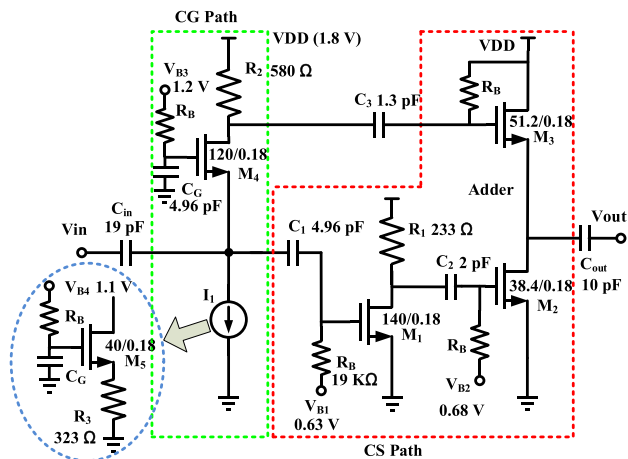 CG Path
VDD (1.8 V)
R2 580 Ω
VB3
1.2 V
RB
120/0.18
M4
CG
4.96 pF
C3 1.3 pF
VDD
RB
51.2/0.18
M3
Adder
Cin
19 pF
Vin
C1 4.96 pF
R1 233 Ω
C2 2 pF
Vout
Cout
10 pF
38.4/0.18
M2
I1
140/0.18
M1
RB
19 KΩ
VB1
0.63 V
RB
VB2
0.68 V
VB4 1.1 V
RB
40/0.18
M5
CG
R3
323 Ω
CS Path